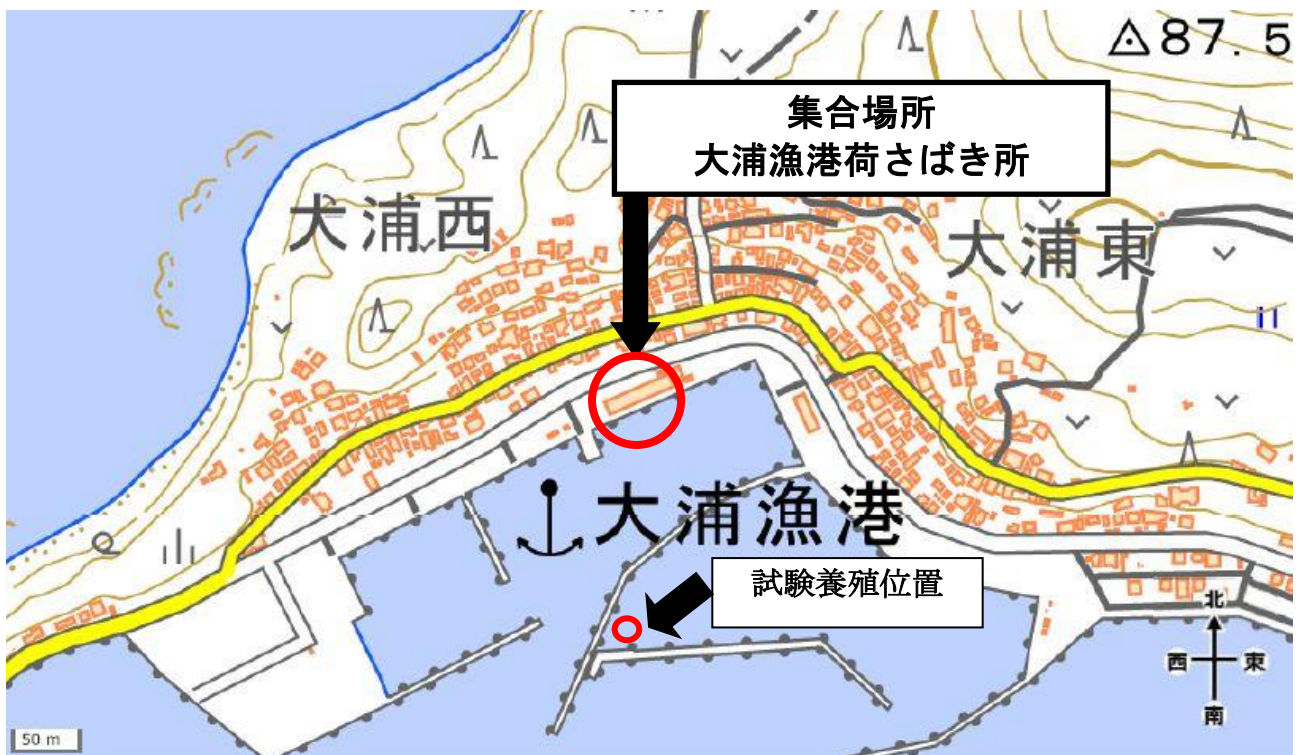 87.5
集合場所
大浦漁港荷さばき所
大浦西
大浦東
大浦漁港
試験養殖位置
北
西
東
南
50 m